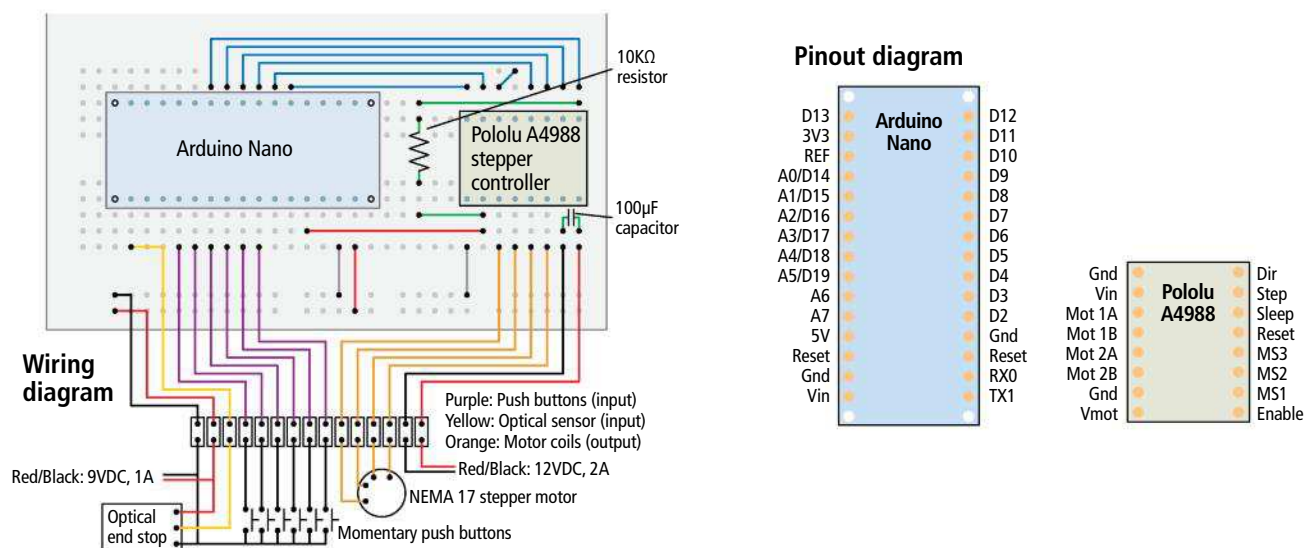 10KΩ
resistor
Arduino Nano
Pololu A4988
stepper
controller
100µF
capacitor
Wiring
diagram
Purple: Push buttons (input)
Yellow: Optical sensor (input)
Orange: Motor coils (output)
Red/Black: 9VDC, 1A
Red/Black: 12VDC, 2A
NEMA 17 stepper motor
Optical
end stop
Momentary push buttons
Pinout diagram
Arduino
Nano
D13
3V3
REF
A0/D14
A1/D15
A2/D16
A3/D17
A4/D18
A5/D19
A6
A7
5V
Reset
Gnd
Vin
D12
D11
D10
D9
D8
D7
D6
D5
D4
D3
D2
Gnd
Reset
RX0
TX1
Pololu
A4988
Gnd
Vin
Mot 1A
Mot 1B
Mot 2A
Mot 2B
Gnd
Vmot
Dir
Step
Sleep
Reset
MS3
MS2
MS1
Enable